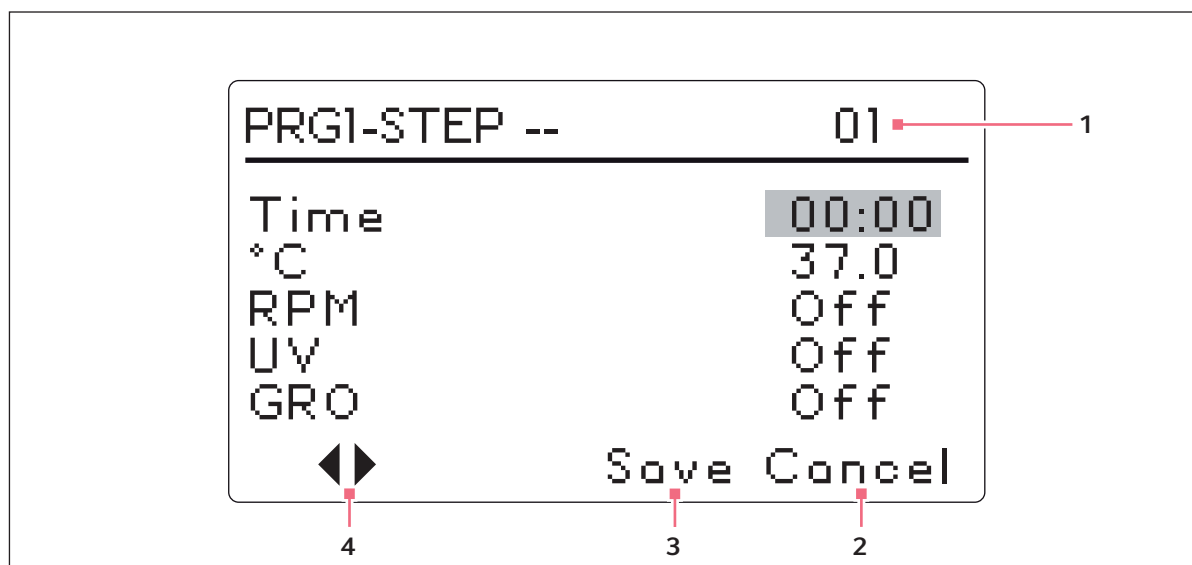 PRG1-STEP -- 01 1
Time 00:00
°C 37.0
RPM Off
UV Off
GRO Off
Save Cancel
4 3 2